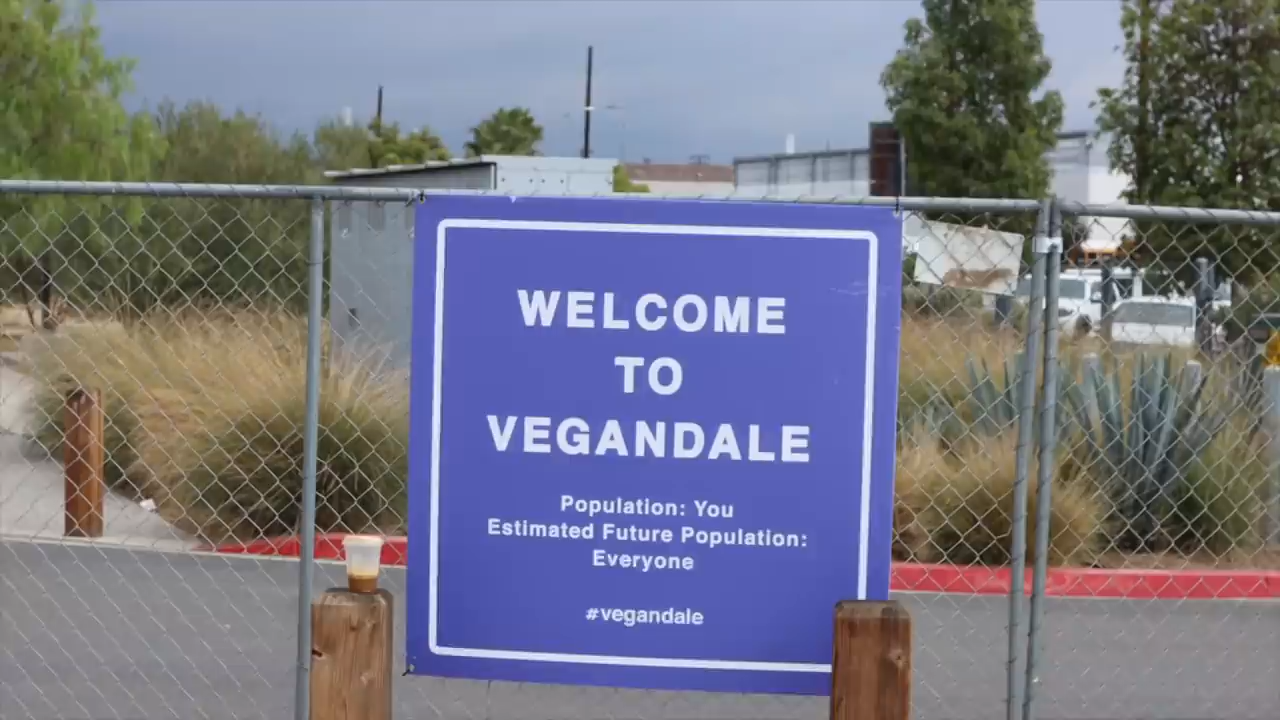 WELCOME
TO
VEGANDALE
Population: You
Estimated Future Population:
Everyone
#vegandale